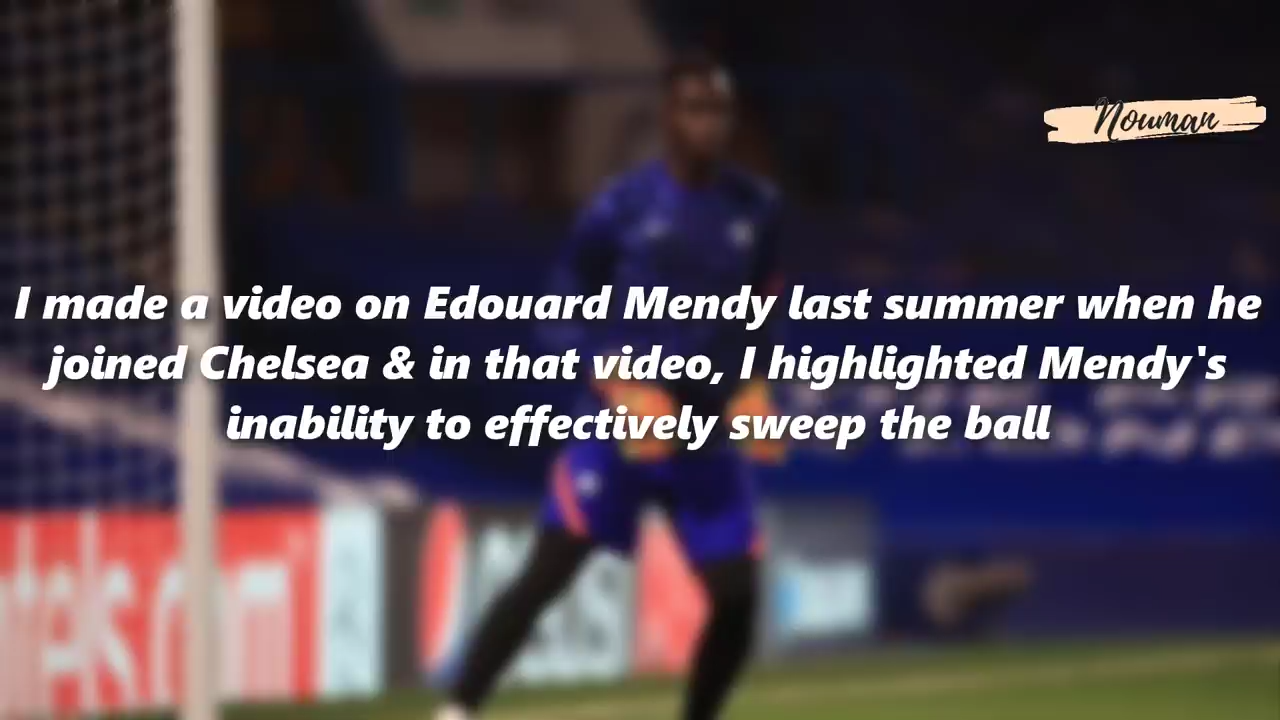 Nouman
I made a video on Edouard Mendy last summer when he
joined Chelsea & in that video, I highlighted Mendy's
inability to effectively sweep the ball